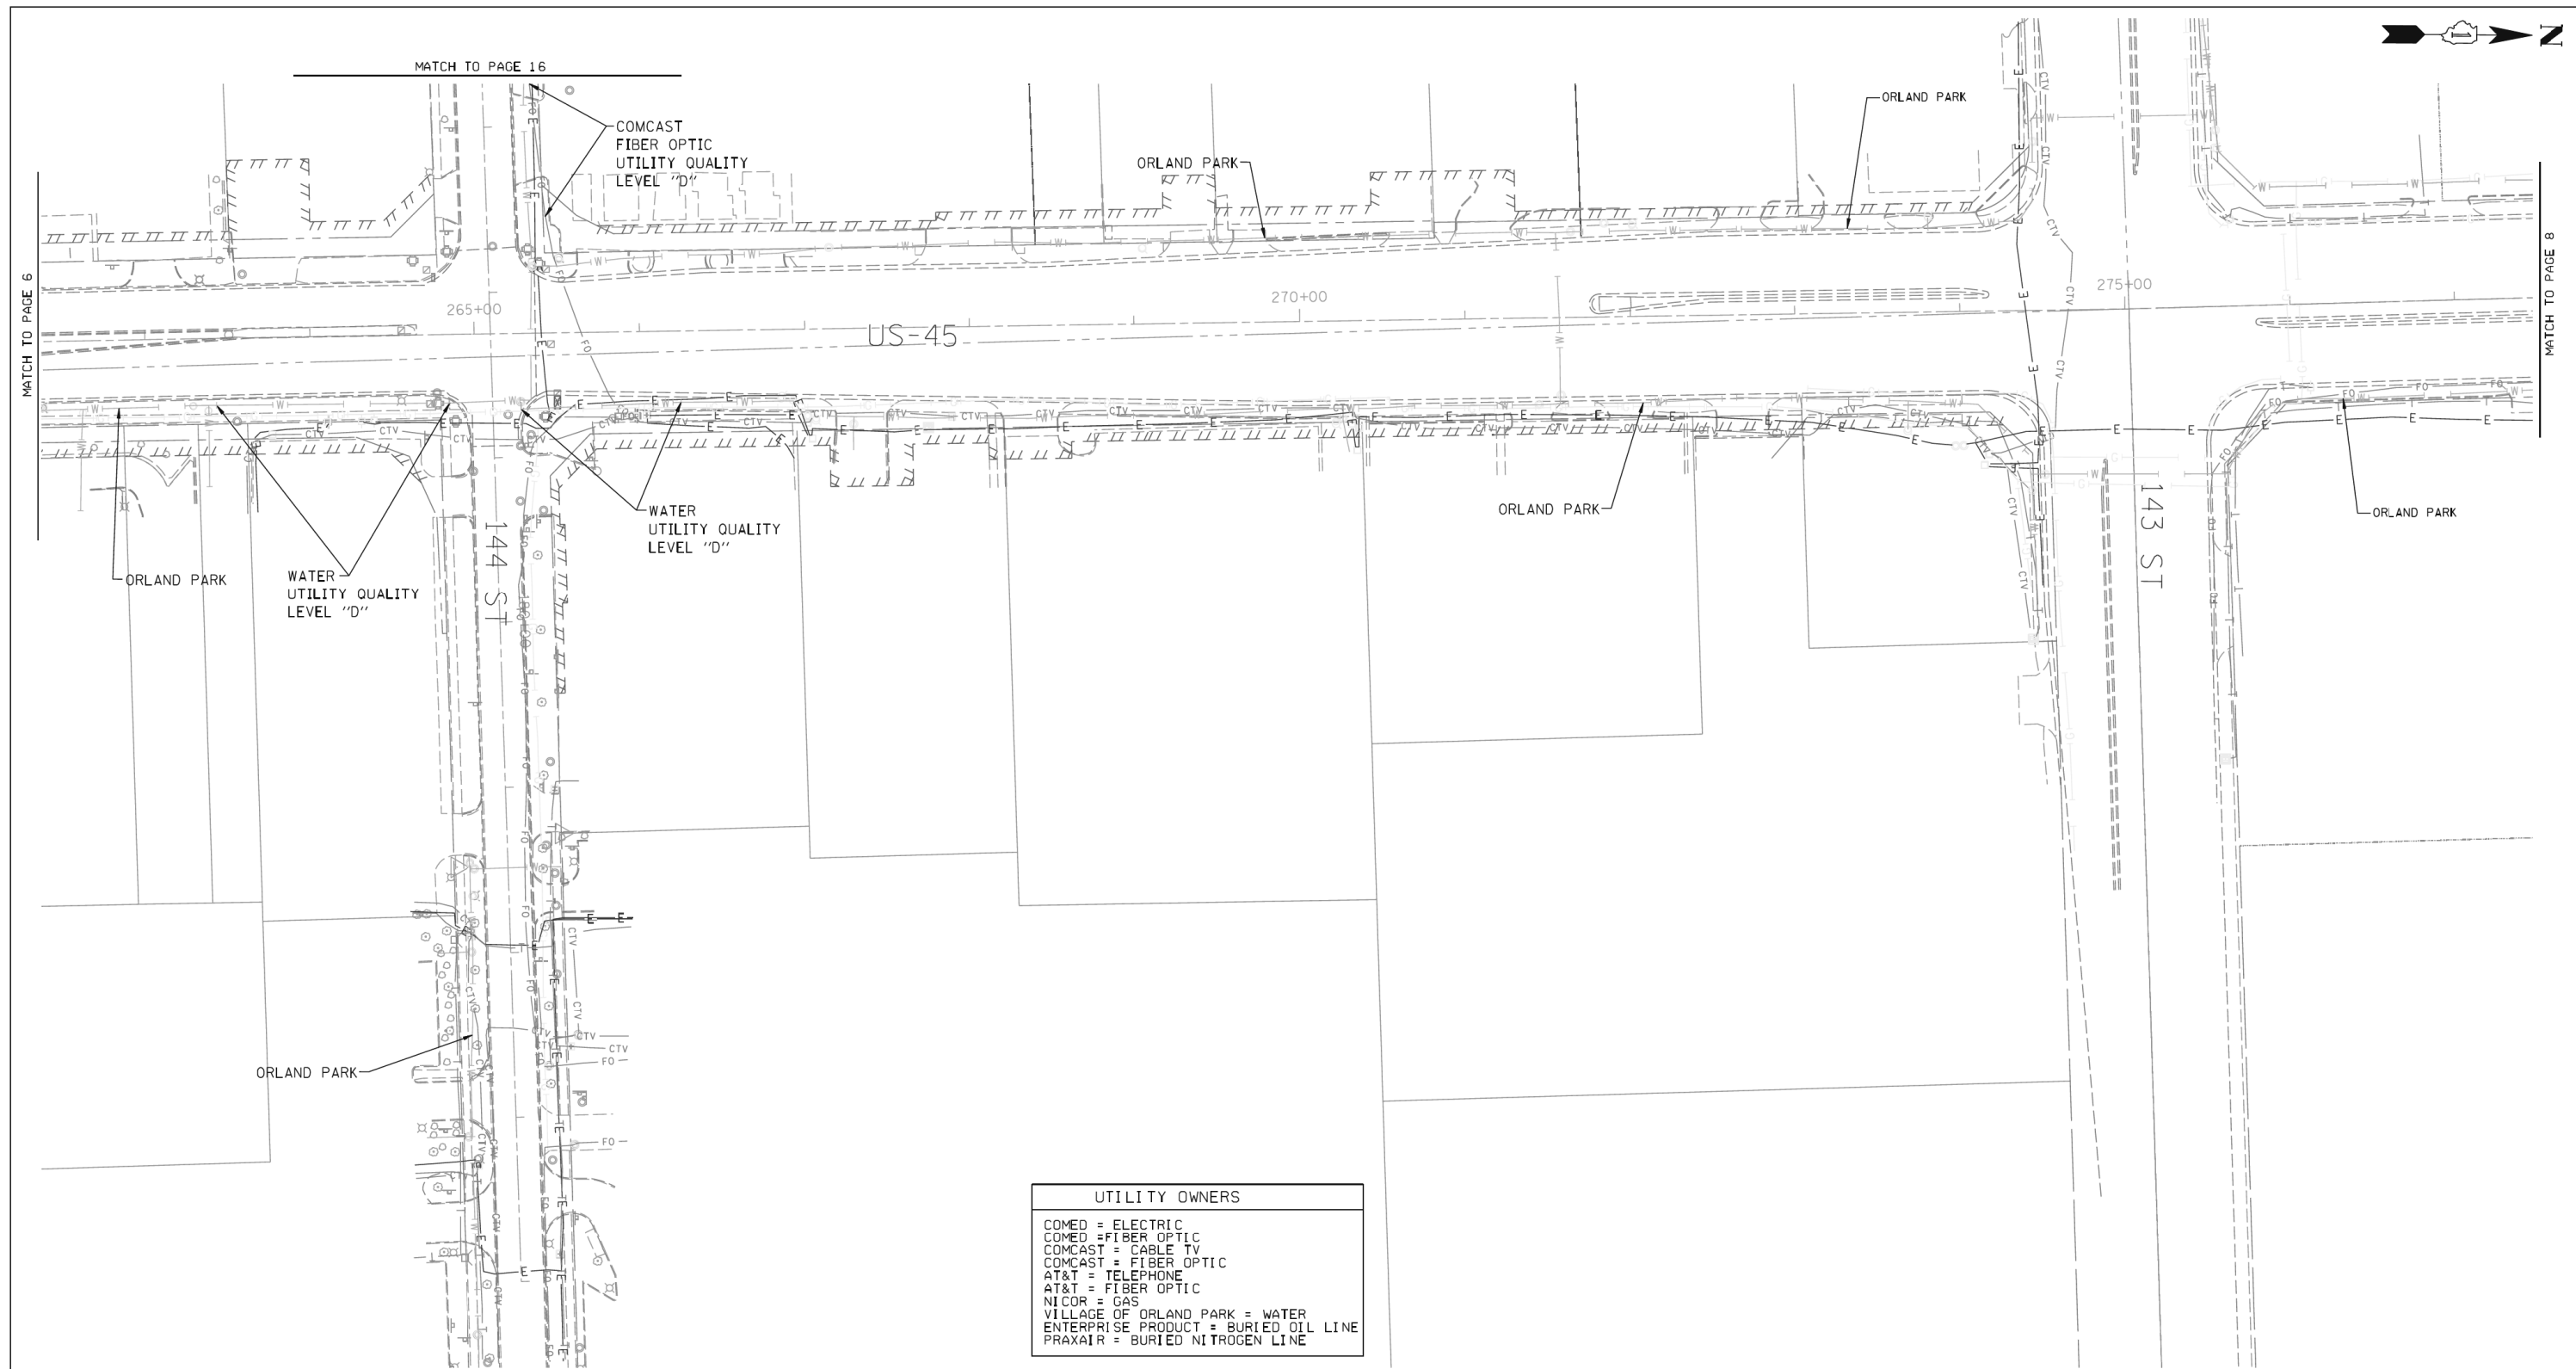 MATCH TO PAGE 16
N
COMCAST
FIBER OPTIC
UTILITY QUALITY
LEVEL "D"
ORLAND PARK
ORLAND PARK
MATCH TO PAGE 6
MATCH TO PAGE 8
265+00
270+00
275+00
US-45
ORLAND PARK
WATER
UTILITY QUALITY
LEVEL "D"
WATER
UTILITY QUALITY
LEVEL "D"
ORLAND PARK
ORLAND PARK
144 ST
143 ST
ORLAND PARK
UTILITY OWNERS
COMED = ELECTRIC
COMED =FIBER OPTIC
COMCAST = CABLE TV
COMCAST = FIBER OPTIC
AT&T = TELEPHONE
AT&T = FIBER OPTIC
NICOR = GAS
VILLAGE OF ORLAND PARK = WATER
ENTERPRISE PRODUCT = BURIED OIL LINE
PRAXAIR = BURIED NITROGEN LINE